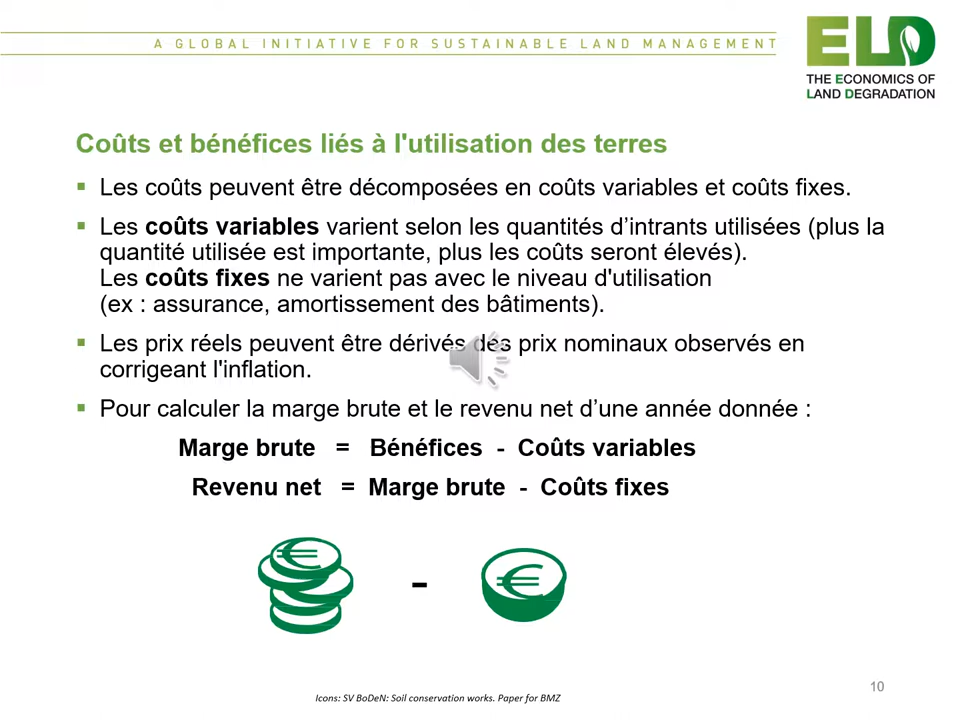 A GLOBAL INITIATIVE FOR SUSTAINABLE LAND MANAGEMENT
ELD
THE ECONOMICS OF
LAND DEGRADATION
Coûts et bénéfices liés à l'utilisation des terres
▪ Les coûts peuvent être décomposées en coûts variables et coûts fixes.
▪ Les coûts variables varient selon les quantités d’intrants utilisées (plus la
quantité utilisée est importante, plus les coûts seront élevés).
Les coûts fixes ne varient pas avec le niveau d'utilisation
(ex : assurance, amortissement des bâtiments).
▪ Les prix réels peuvent être dérivés des prix nominaux observés en
corrigeant l'inflation.
▪ Pour calculer la marge brute et le revenu net d’une année donnée :
Marge brute = Bénéfices - Coûts variables
Revenu net = Marge brute - Coûts fixes
€ - €
10
Icons: SV BoDeN: Soil conservation works. Paper for BMZ